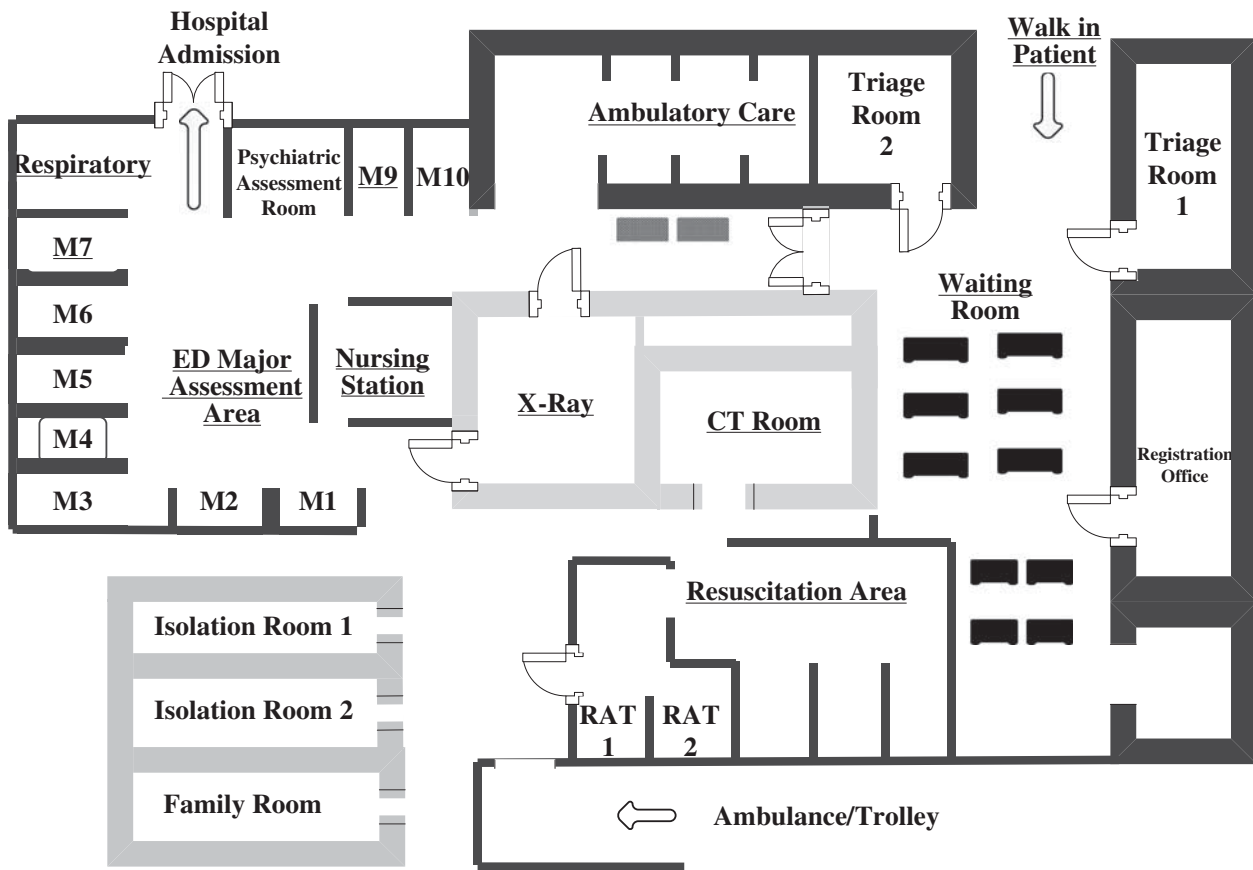 Hospital
Admission
Walk in
Patient
Ambulatory Care
Triage
Room
2
Triage
Room
1
Respiratory
Psychiatric
Assessment
Room
M9
M10
M7
M6
M5
M4
M3
M2
M1
ED Major
Assessment
Area
Nursing
Station
X-Ray
CT Room
Waiting
Room
Registration
Office
Resuscitation Area
Isolation Room 1
Isolation Room 2
Family Room
RAT
1
RAT
2
Ambulance/Trolley